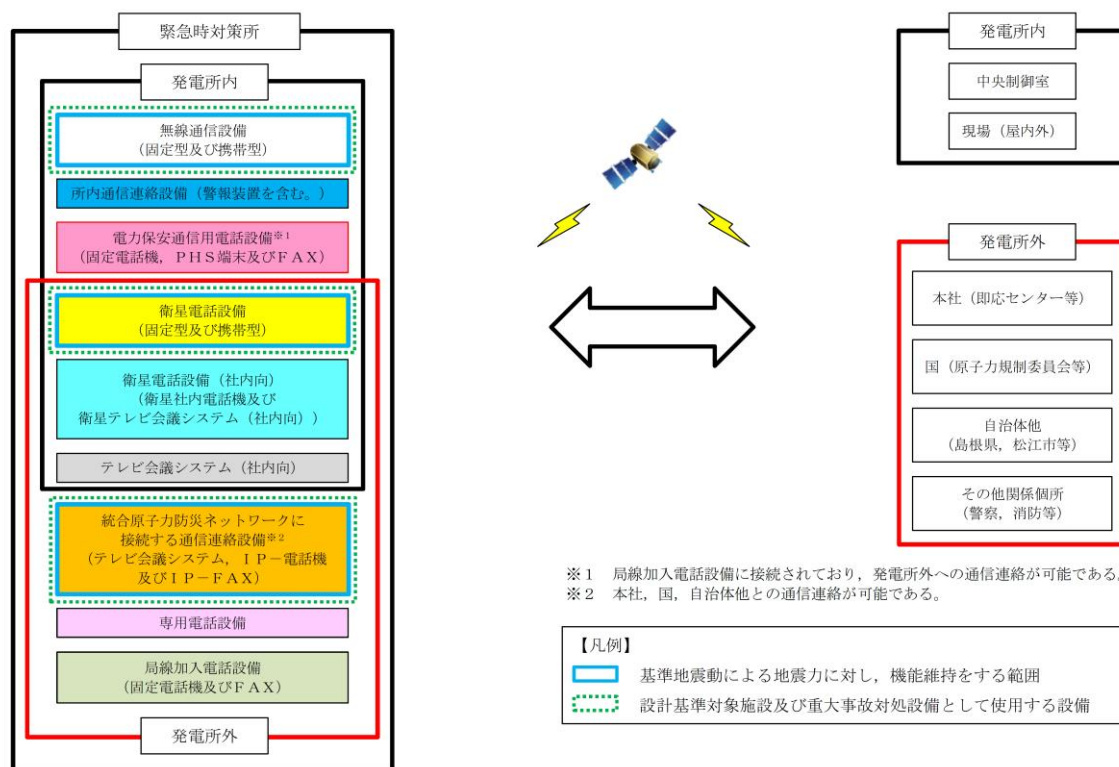 緊急時対策所
発電所内
無線通信設備
(固定型及び携帯型)
所内通信連絡設備（警報装置を含む。）
電力保安通信用電話設備※1
(固定電話機，ＰＨＳ端末及びＦＡＸ)
衛星電話設備
(固定型及び携帯型)
衛星電話設備（社内向）
(衛星社内電話機及び
衛星テレビ会議システム（社内向）)
テレビ会議システム（社内向）
統合原子力防災ネットワークに
接続する通信連絡設備※2
(テレビ会議システム，ＩＰ－電話機
及びＩＰ－ＦＡＸ)
専用電話設備
局線加入電話設備
(固定電話機及びＦＡＸ)
発電所外
発電所内
中央制御室
現場（屋内外）
発電所外
本社（即応センター等）
国（原子力規制委員会等）
自治体他
(島根県，松江市等)
その他関係個所
(警察，消防等)
※１　局線加入電話設備に接続されており，発電所外への通信連絡が可能である。
※２　本社，国，自治体他との通信連絡が可能である。
【凡例】
基準地震動による地震力に対し，機能維持をする範囲
設計基準対象施設及び重大事故対処設備として使用する設備